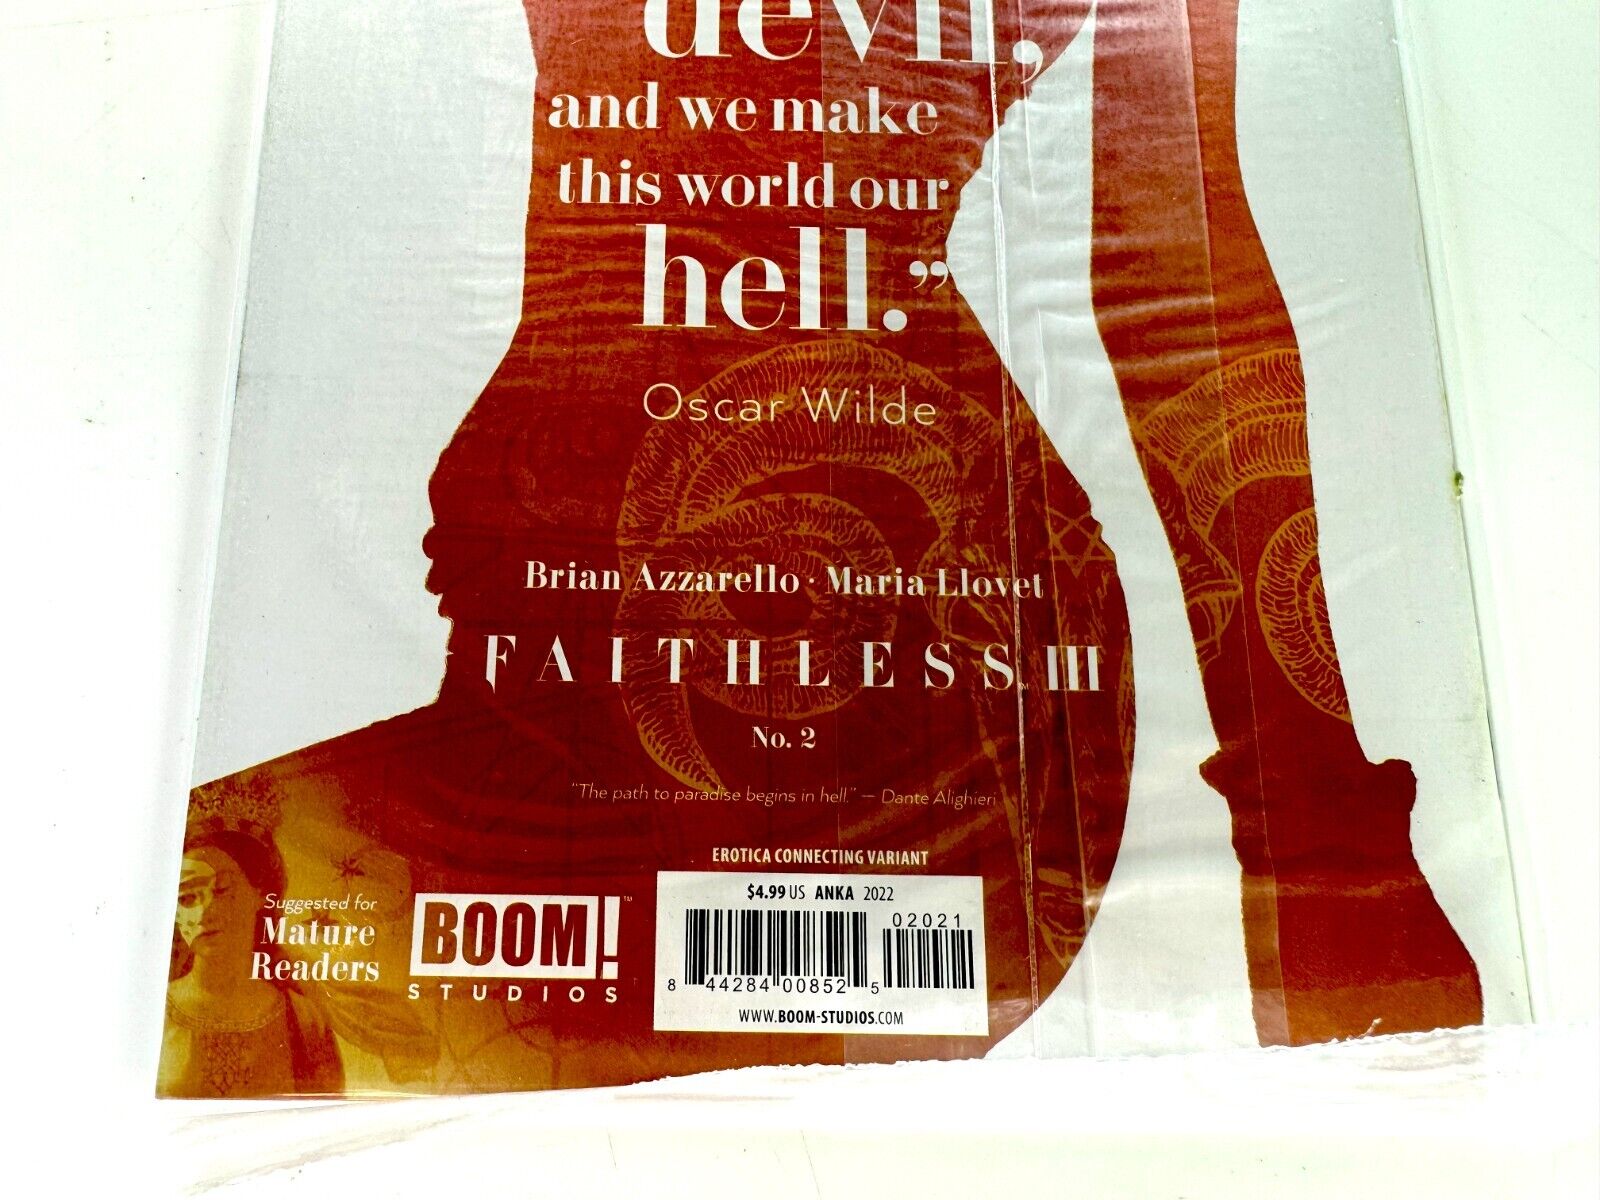 devil,
and we make
this world our
hell.”
Oscar Wilde
Brian Azzarello · Maria Llovet
FAITHLESS™ III
No. 2
“The path to paradise begins in hell.” — Dante Alighieri
EROTICA CONNECTING VARIANT
$4.99 US ANKA 2022
02021
8 44284 00852 5
WWW.BOOM-STUDIOS.COM
Suggested for
Mature
Readers
BOOM!™
STUDIOS